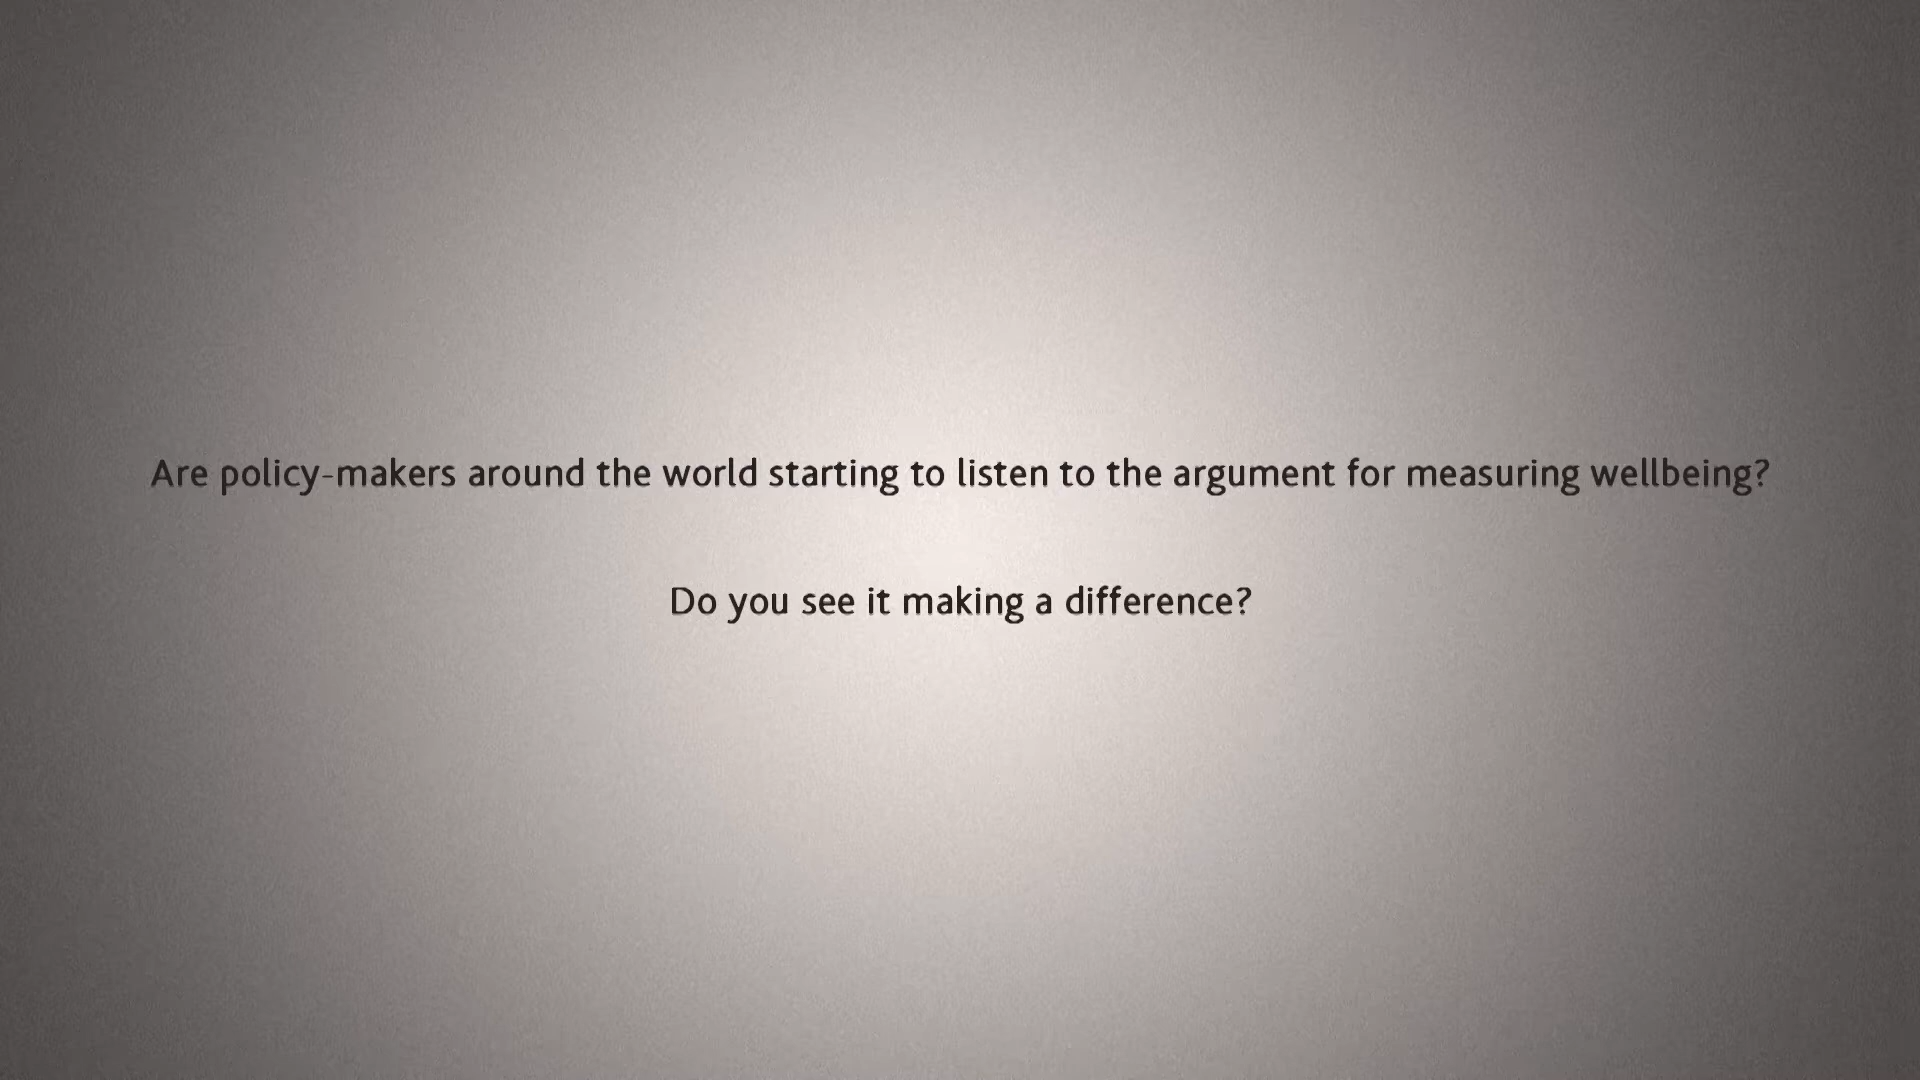 Are policy-makers around the world starting to listen to the argument for measuring wellbeing?
Do you see it making a difference?